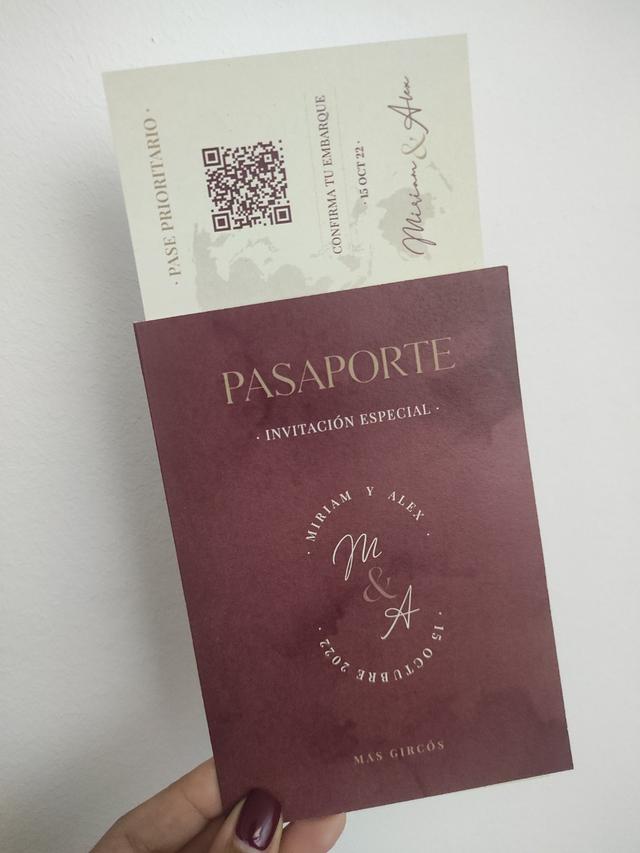 · PASE PRIORITARIO ·
CONFIRMA TU EMBARQUE
· 15 OCT 22 ·
Miriam & Alex
PASAPORTE
· INVITACIÓN ESPECIAL ·
· MIRIAM Y ALEX ·
M
&
A
· 15 OCTUBRE 2022 ·
MAS GIRCÓS